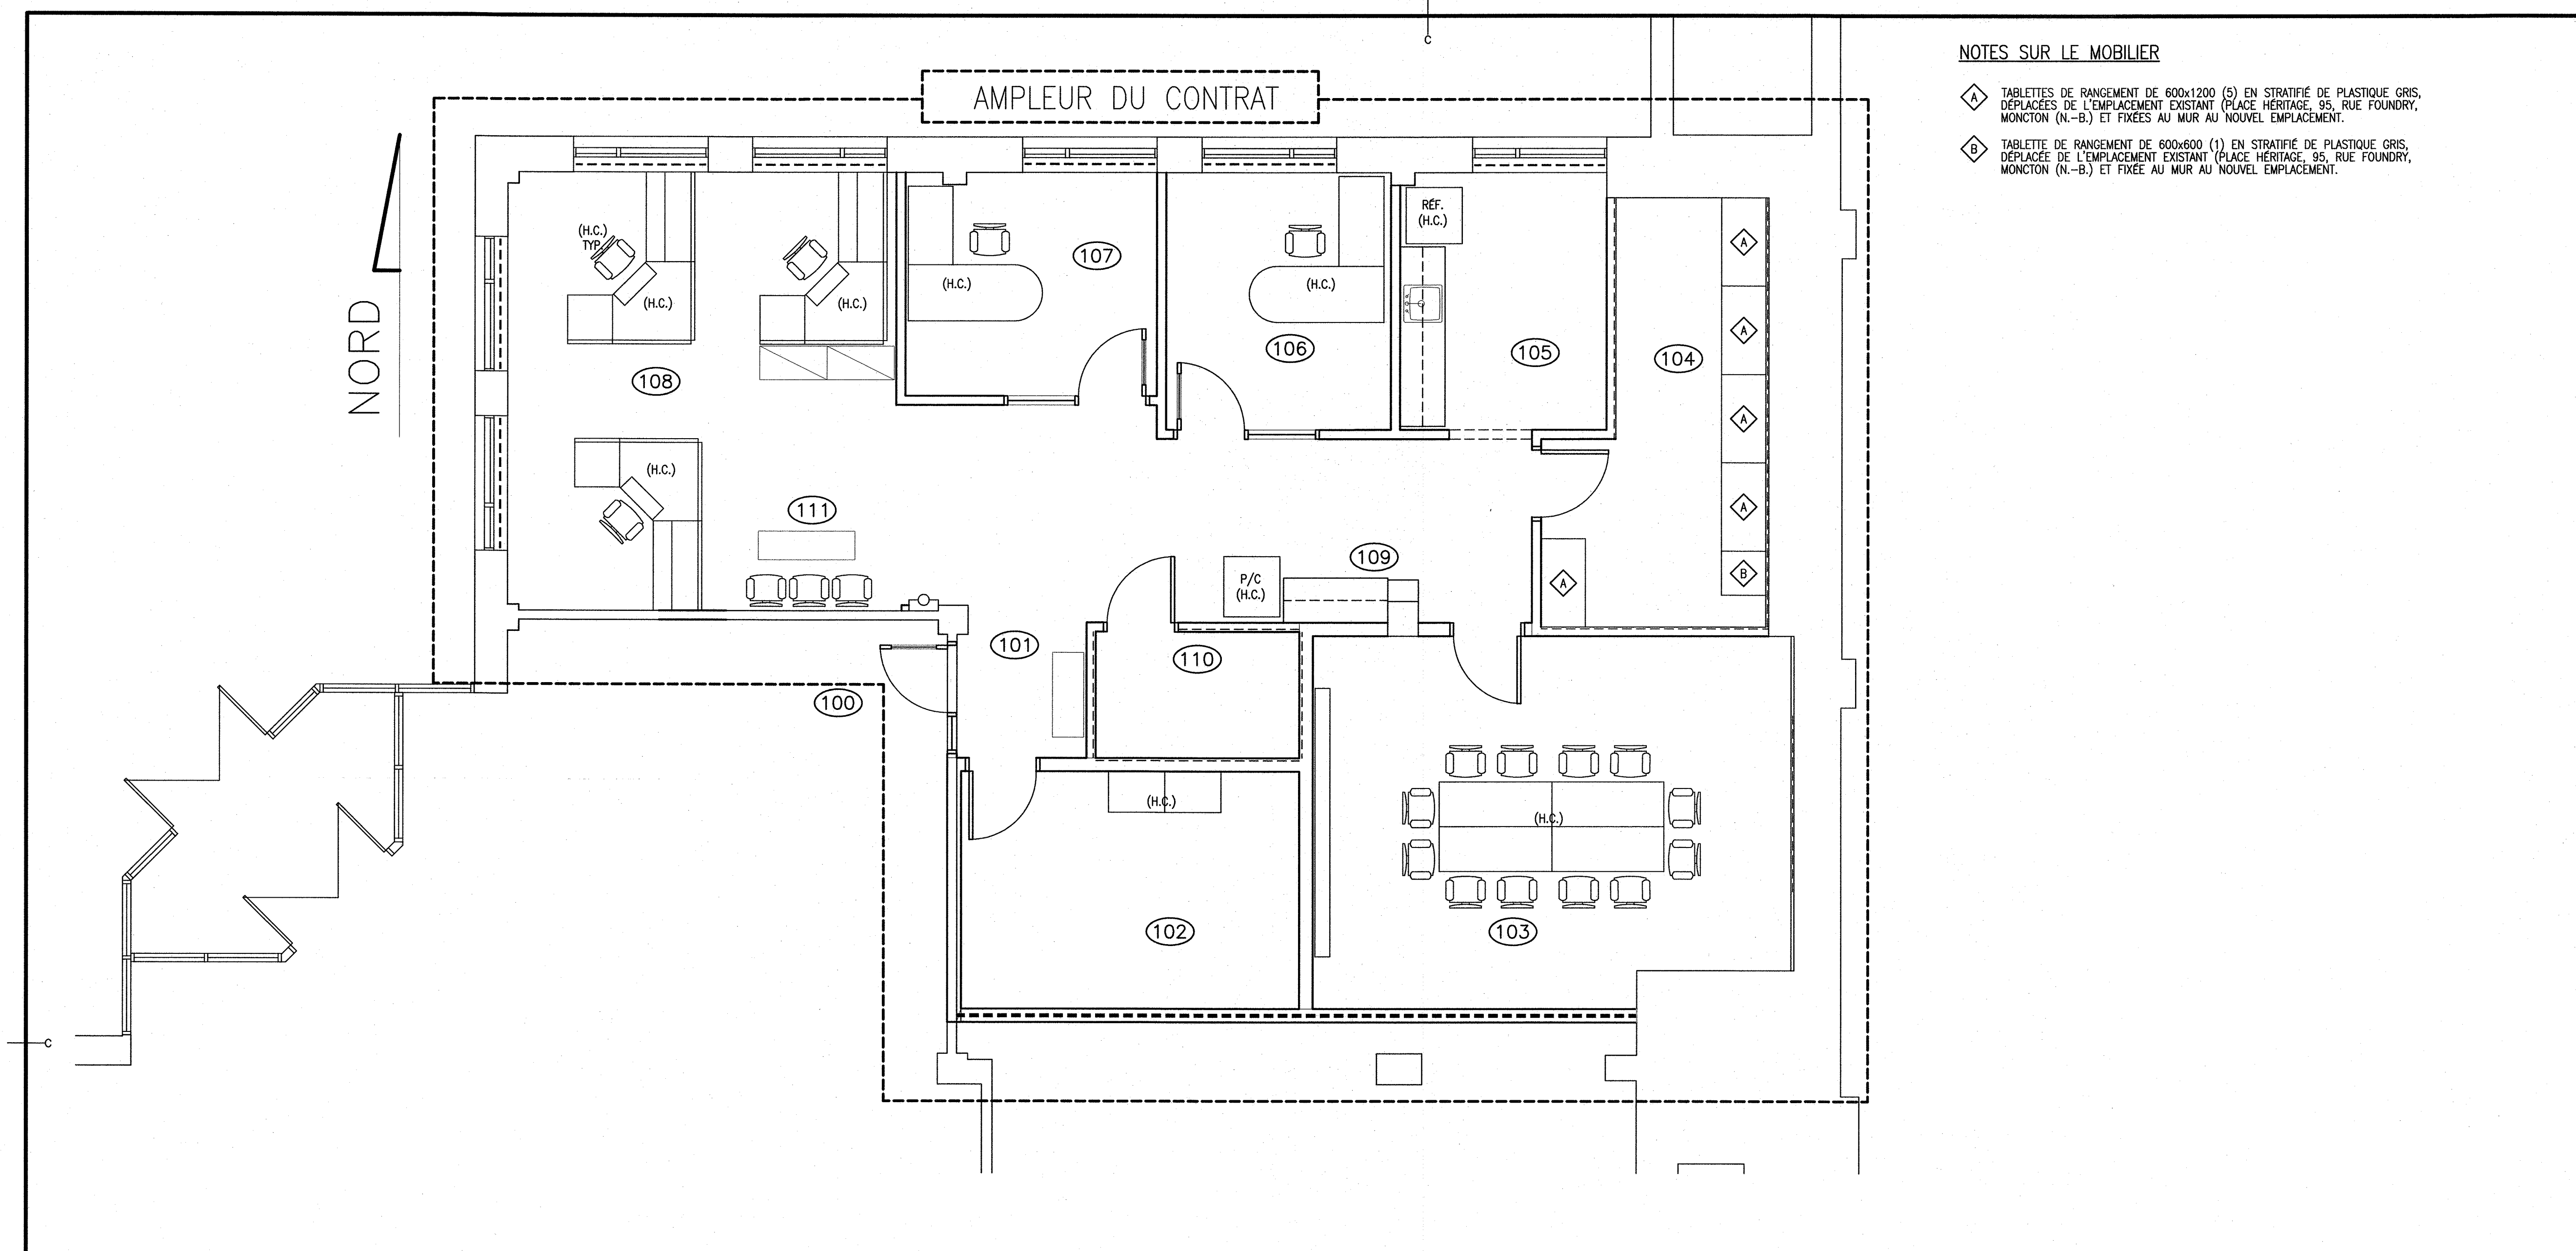 C
AMPLEUR DU CONTRAT
NOTES SUR LE MOBILIER
A
TABLETTES DE RANGEMENT DE 600x1200 (5) EN STRATIFIÉ DE PLASTIQUE GRIS,
DÉPLACÉES DE L'EMPLACEMENT EXISTANT (PLACE HÉRITAGE, 95, RUE FOUNDRY,
MONCTON (N.-B.) ET FIXÉES AU MUR AU NOUVEL EMPLACEMENT.
B
TABLETTE DE RANGEMENT DE 600x600 (1) EN STRATIFIÉ DE PLASTIQUE GRIS,
DÉPLACÉE DE L'EMPLACEMENT EXISTANT (PLACE HÉRITAGE, 95, RUE FOUNDRY,
MONCTON (N.-B.) ET FIXÉE AU MUR AU NOUVEL EMPLACEMENT.
NORD
(H.C.)
TYP.
(H.C.)
(H.C.)
108
(H.C.)
111
107
(H.C.)
(H.C.)
106
RÉF.
(H.C.)
105
104
A
A
A
A
B
A
109
P/C
(H.C.)
101
110
100
(H.C.)
102
(H.C.)
103
C